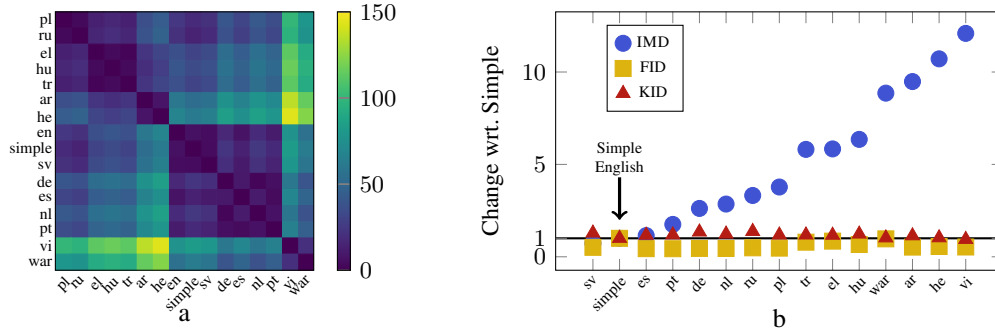 pl
ru
el
hu
tr
ar
he
en
simple
sv
de
es
nl
pt
vi
war
pl
ru
el
hu
tr
ar
he
en
simple
sv
de
es
nl
pt
vi
war
150
100
50
0
a
Change wrt. Simple
10
5
1
0
IMD
FID
KID
Simple
English
sv
simple
es
pt
de
nl
ru
pl
tr
el
hu
war
ar
he
vi
b